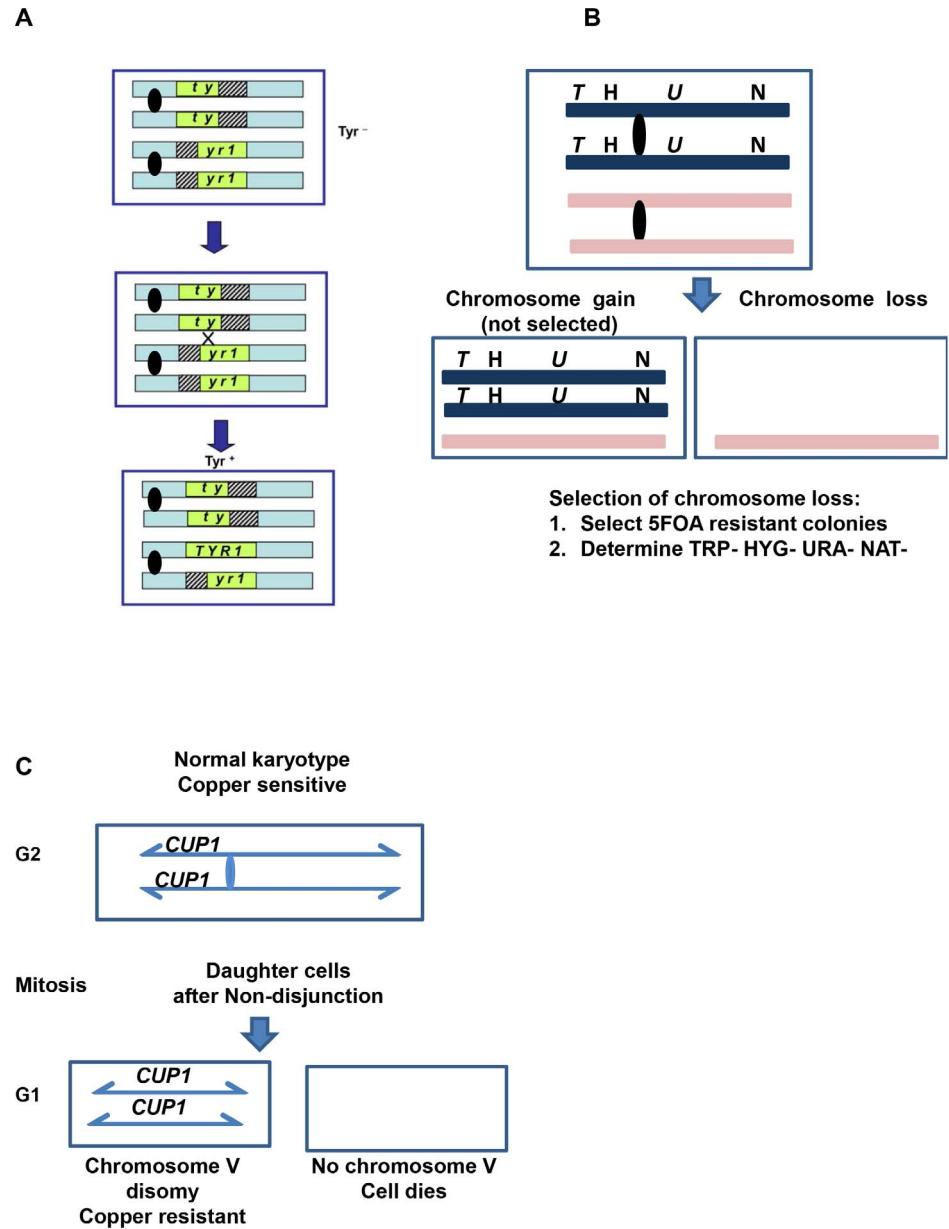 A
t y
t y
yr1
yr1
Tyr –
t y
t y
yr1
yr1
Tyr +
t y
t y
TYR1
yr1
B
T H U N
T H U N
Chromosome gain
(not selected)
Chromosome loss
T H U N
T H U N
Selection of chromosome loss:
1. Select 5FOA resistant colonies
2. Determine TRP- HYG- URA- NAT-
C
Normal karyotype
Copper sensitive
G2
CUP1
CUP1
Mitosis
Daughter cells
after Non-disjunction
G1
CUP1
CUP1
Chromosome V
disomy
Copper resistant
No chromosome V
Cell dies